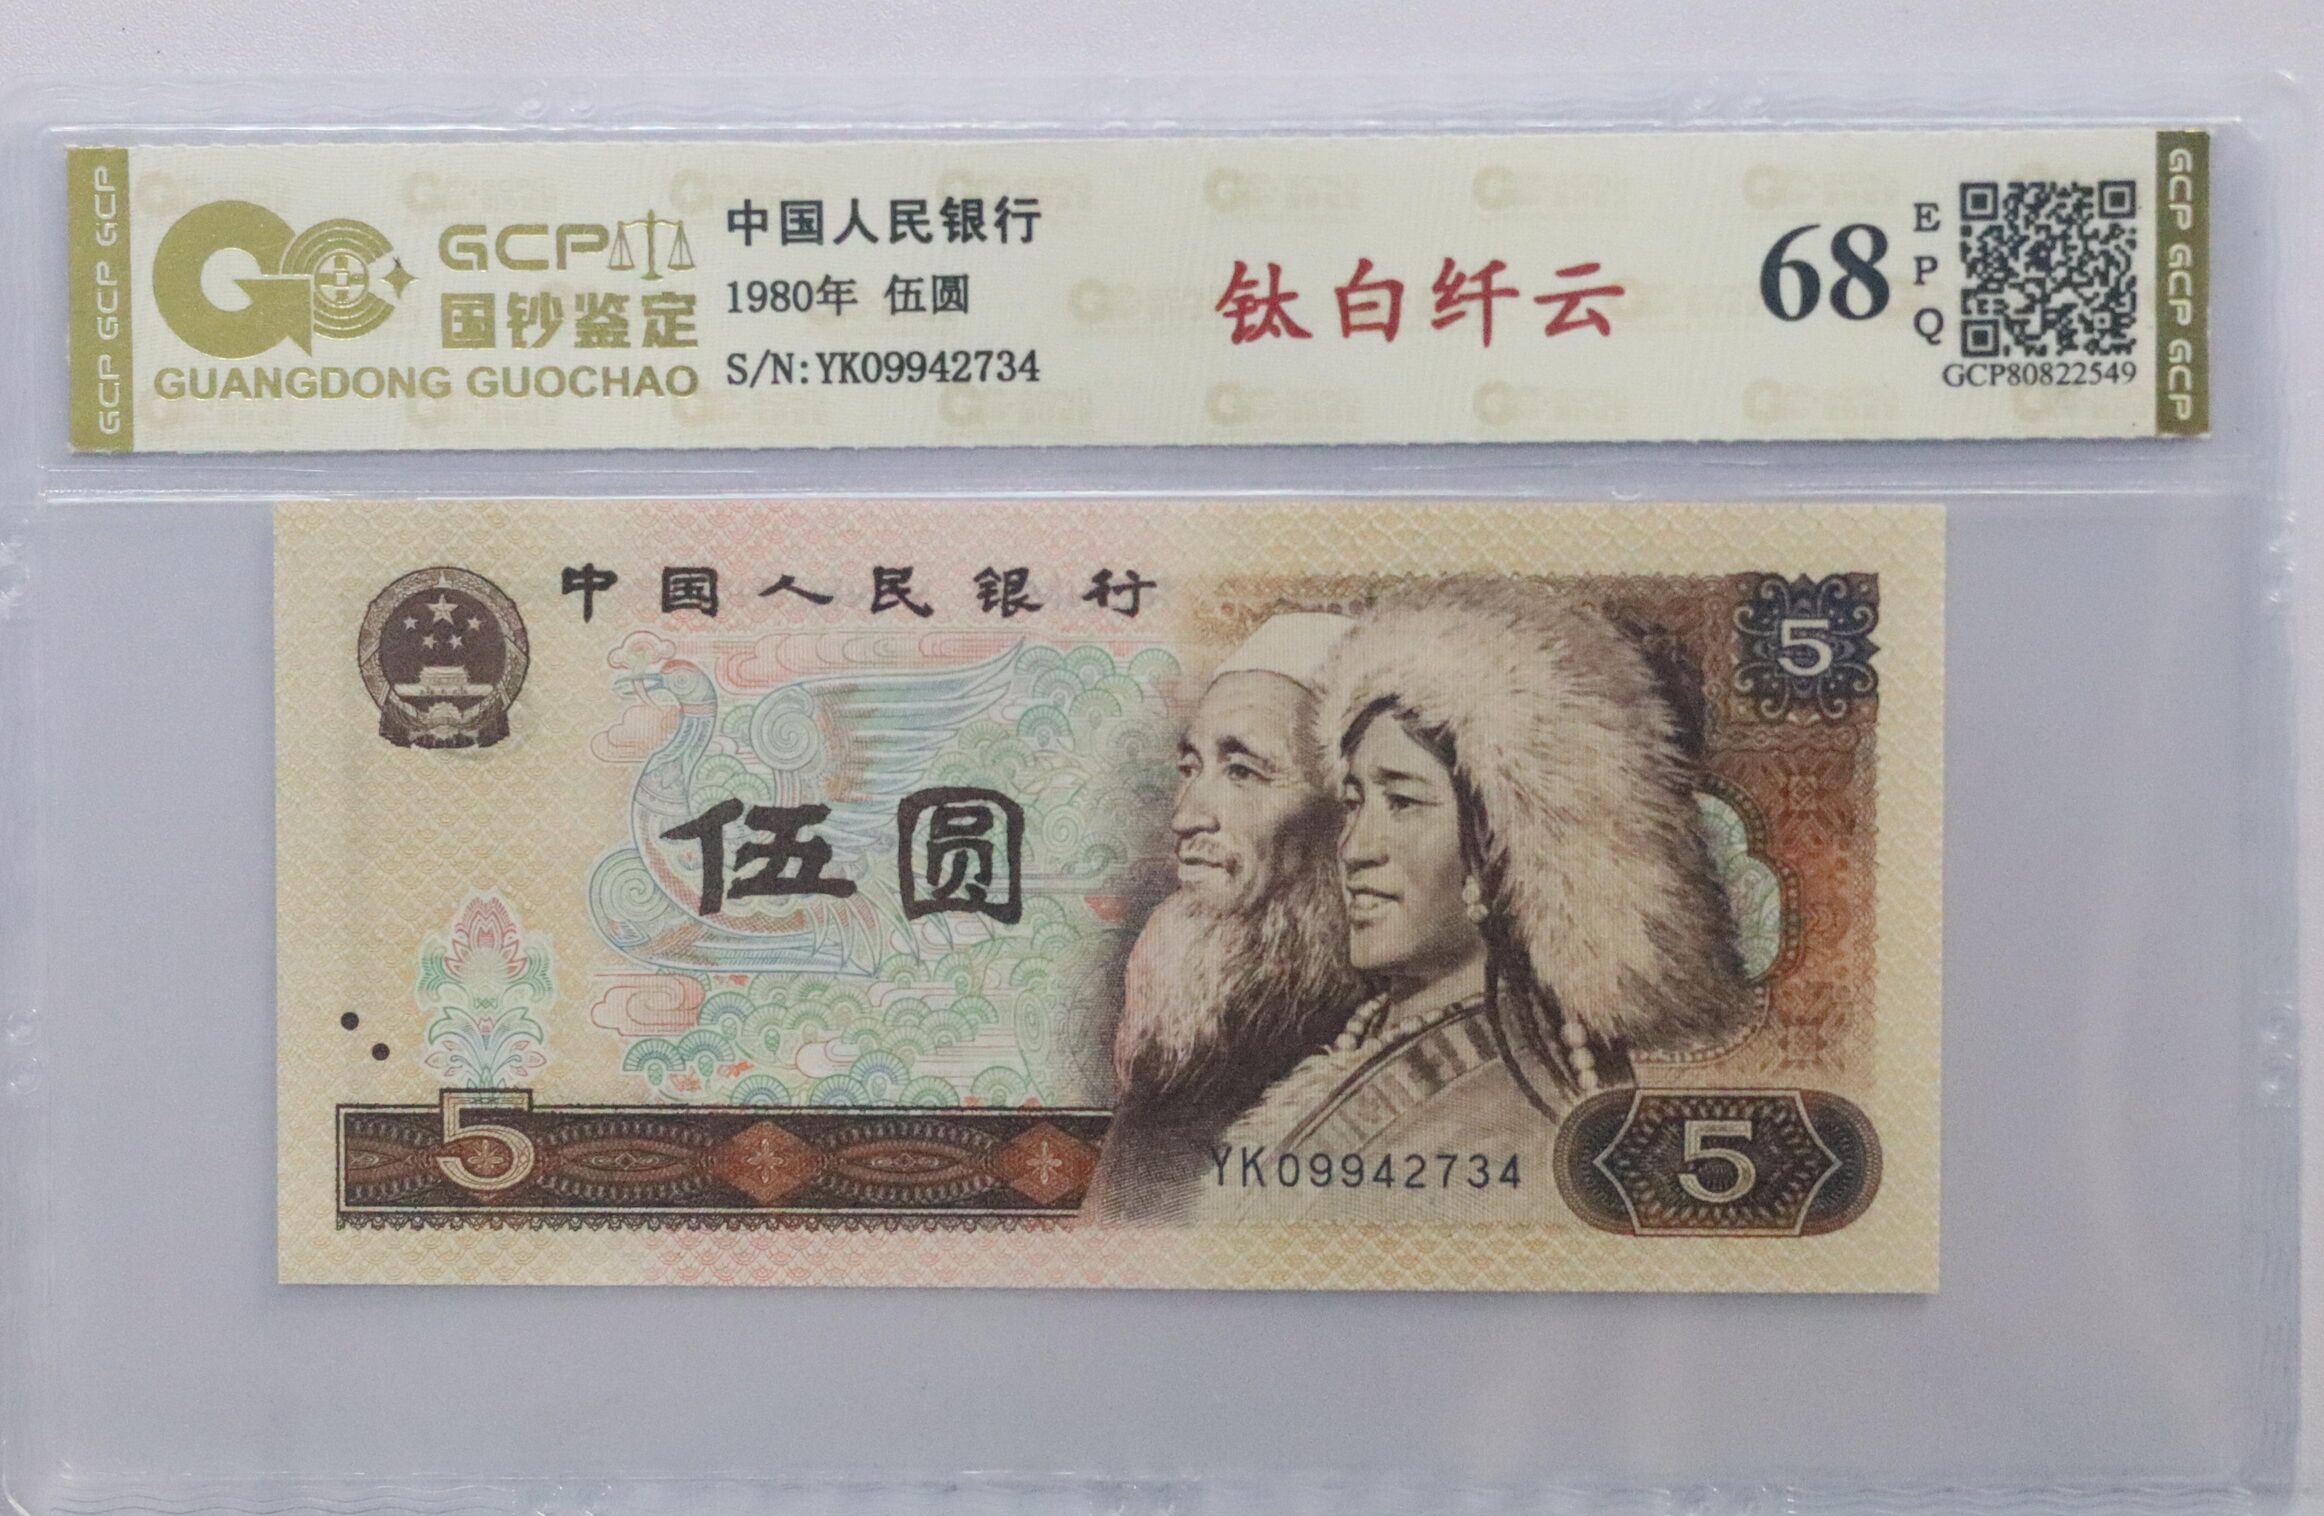 GCP GCP GCP
GCP
国钞鉴定
GUANGDONG GUOCHAO
中国人民银行
1980年 伍圆
S/N:YK09942734
钛白纤云
68
EPQ
GCP80822549
GCP GCP GCP
中国人民银行
5
伍圆
5
YK09942734
5